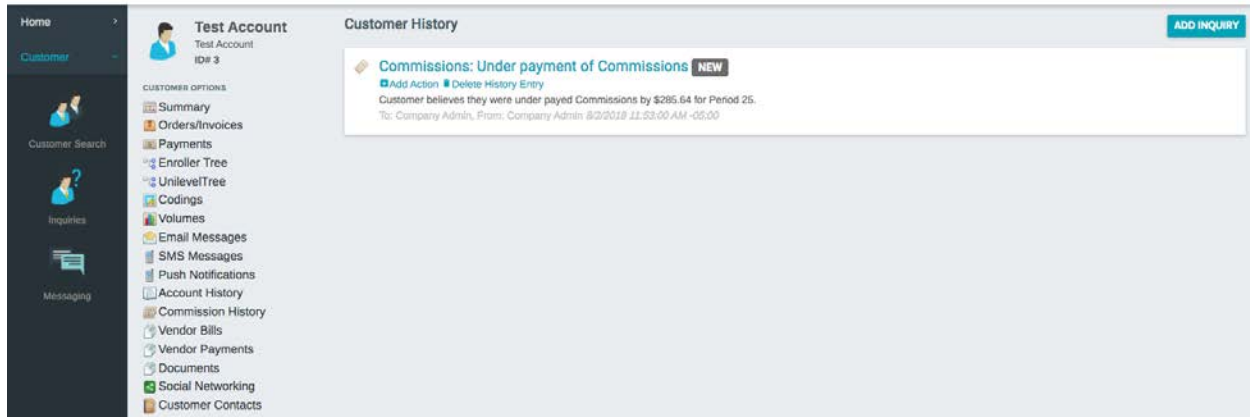 Home
Customer
Customer Search
Inquiries
Messaging
Test Account
Test Account
ID# 3
CUSTOMER OPTIONS
Summary
Orders/Invoices
Payments
Enroller Tree
UnilevelTree
Codings
Volumes
Email Messages
SMS Messages
Push Notifications
Account History
Commission History
Vendor Bills
Vendor Payments
Documents
Social Networking
Customer Contacts
Customer History
ADD INQUIRY
Commissions: Under payment of Commissions NEW
Add Action Delete History Entry
Customer believes they were under payed Commissions by $285.64 for Period 25.
To: Company Admin, From: Company Admin 8/2/2018 11:53:00 AM -05:00